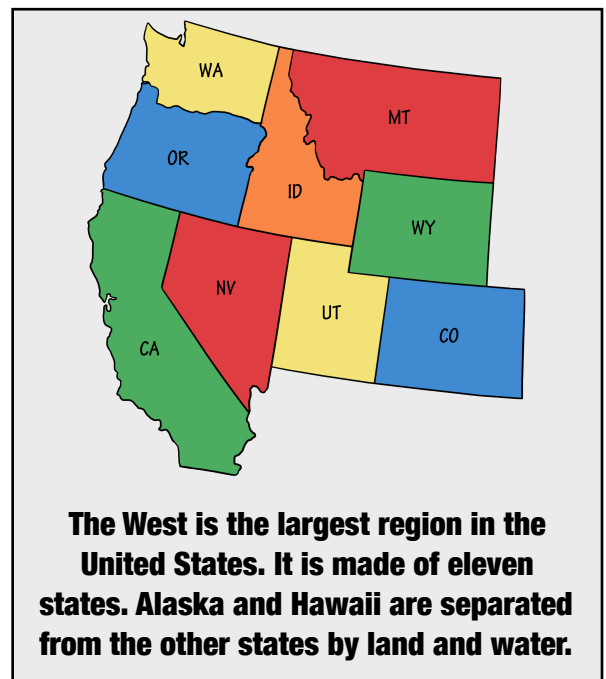 WA
MT
OR
ID
WY
NV
UT
CO
CA
The West is the largest region in the
United States. It is made of eleven
states. Alaska and Hawaii are separated
from the other states by land and water.